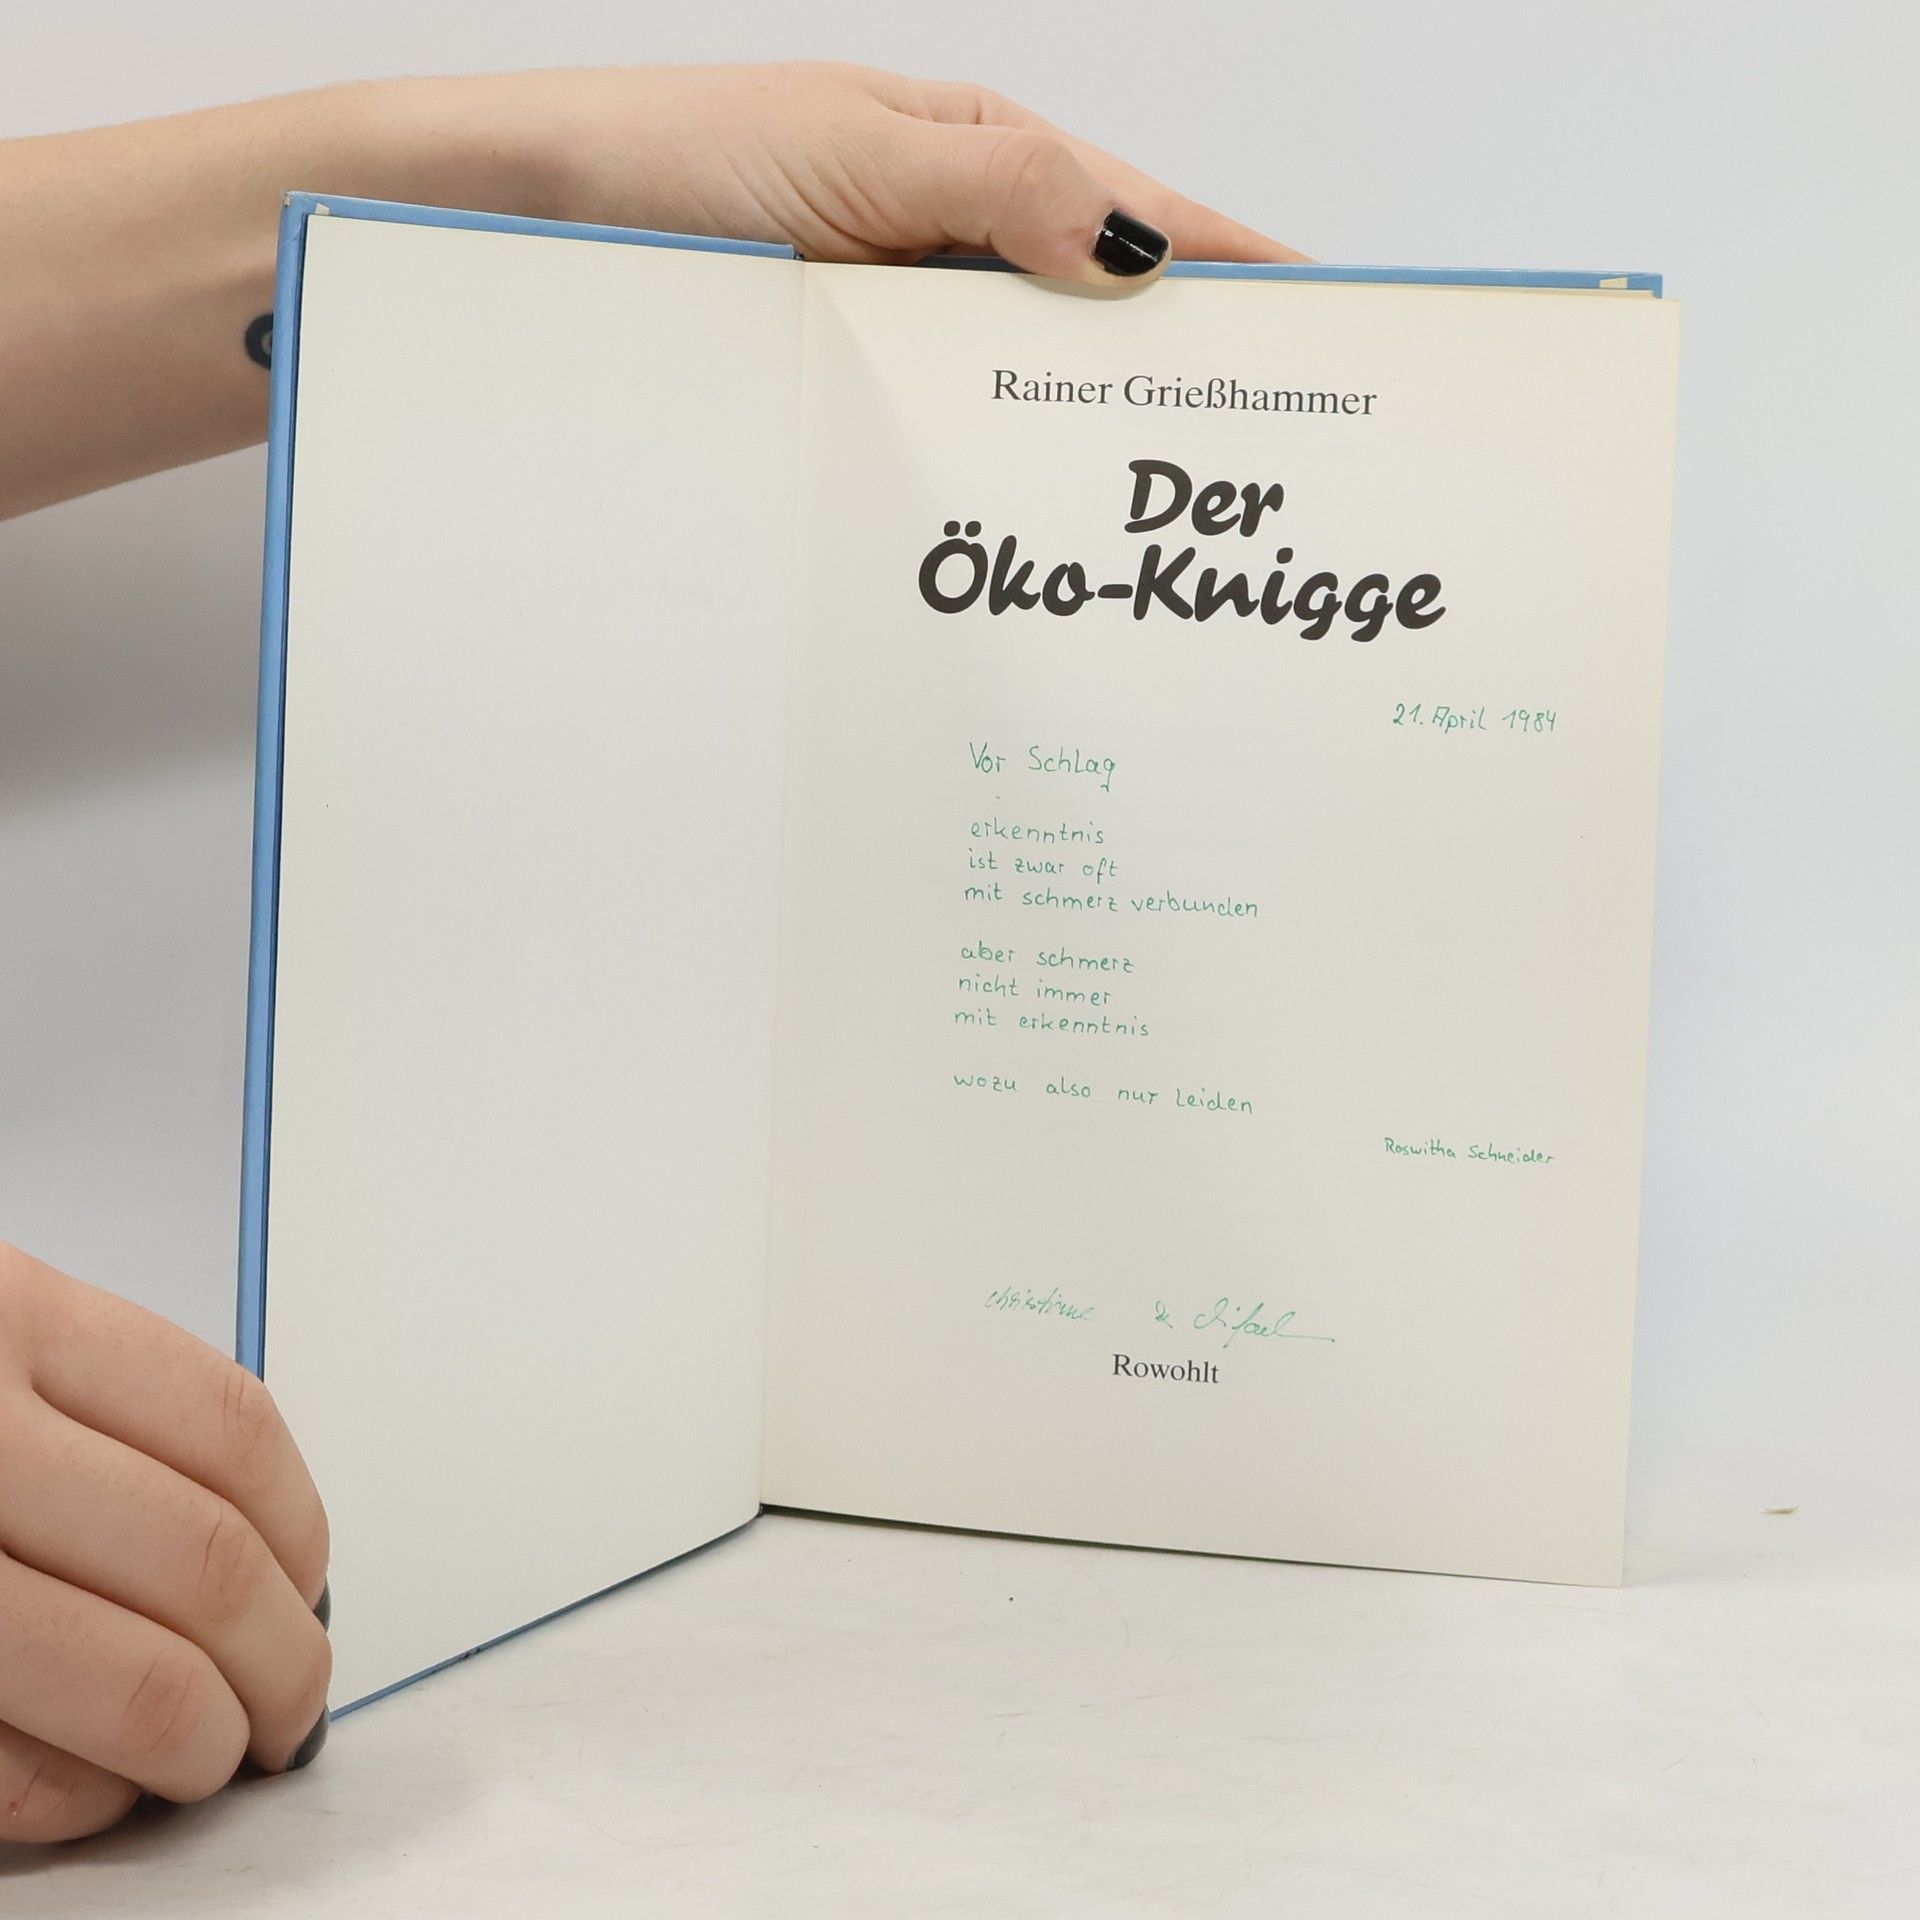 Rainer Grießhammer
Der
Öko-Knigge
21. April 1984
Vor Schlag
erkenntnis
ist zwar oft
mit schmerz verbunden
aber schmerz
nicht immer
mit erkenntnis
wozu also nur leiden
Roswitha Schneider
christine &
Rowohlt